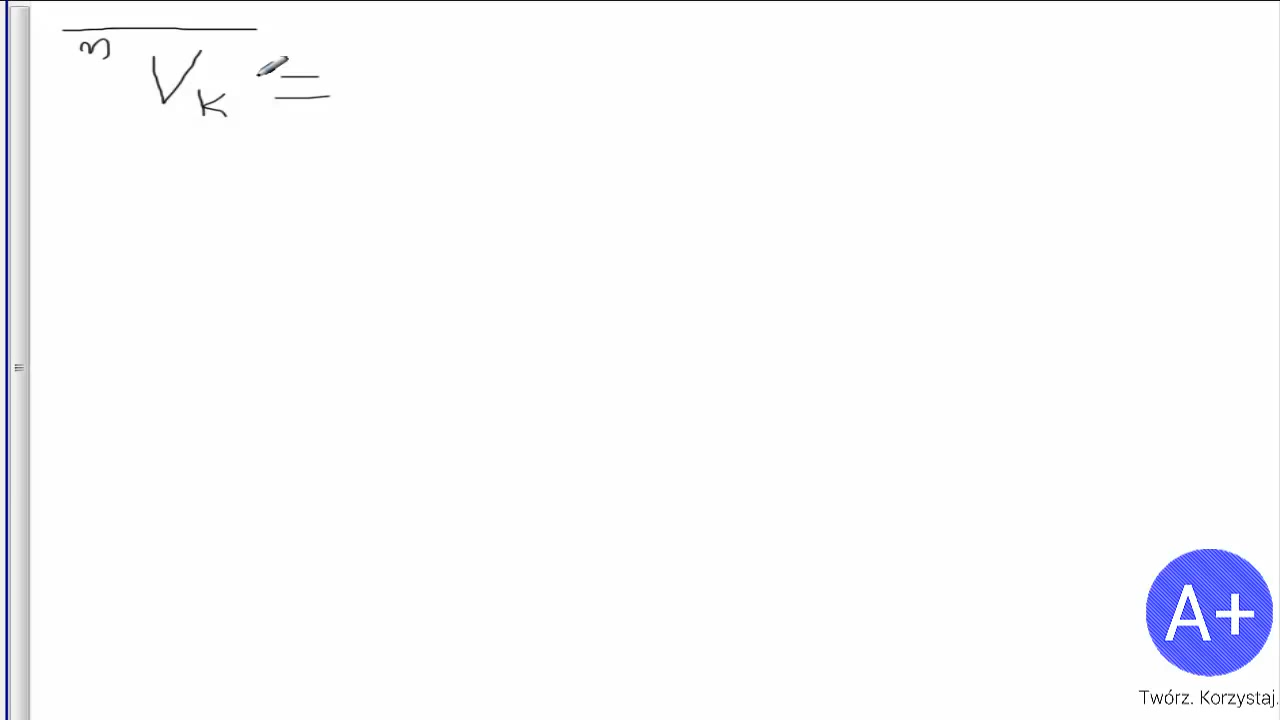 n V_k =
A+
Twórz. Korzystaj.